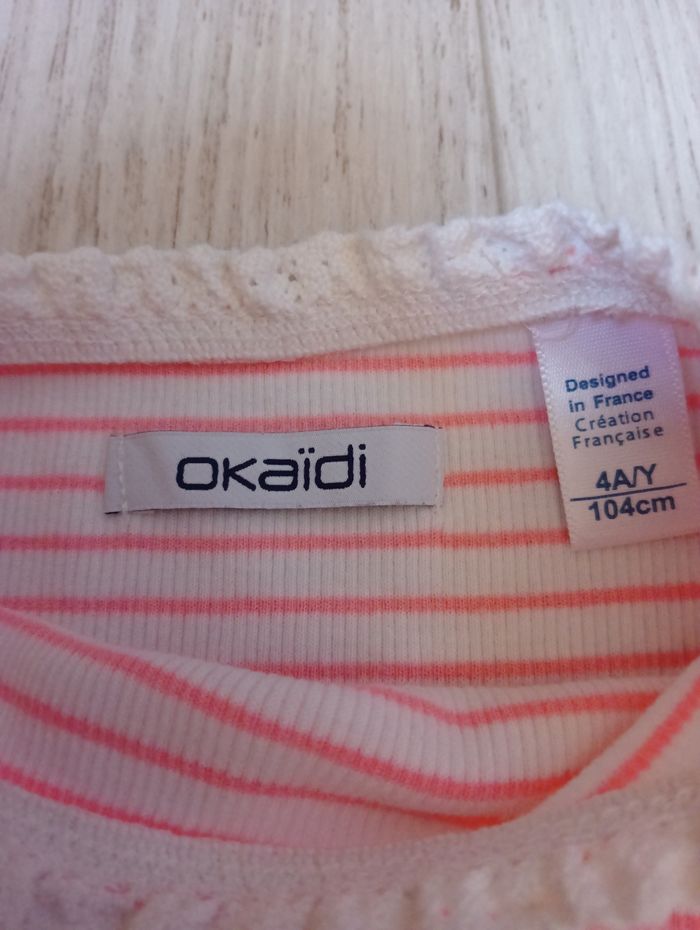 okaïdi
Designed
in France
Création
Française
4A/Y
104cm